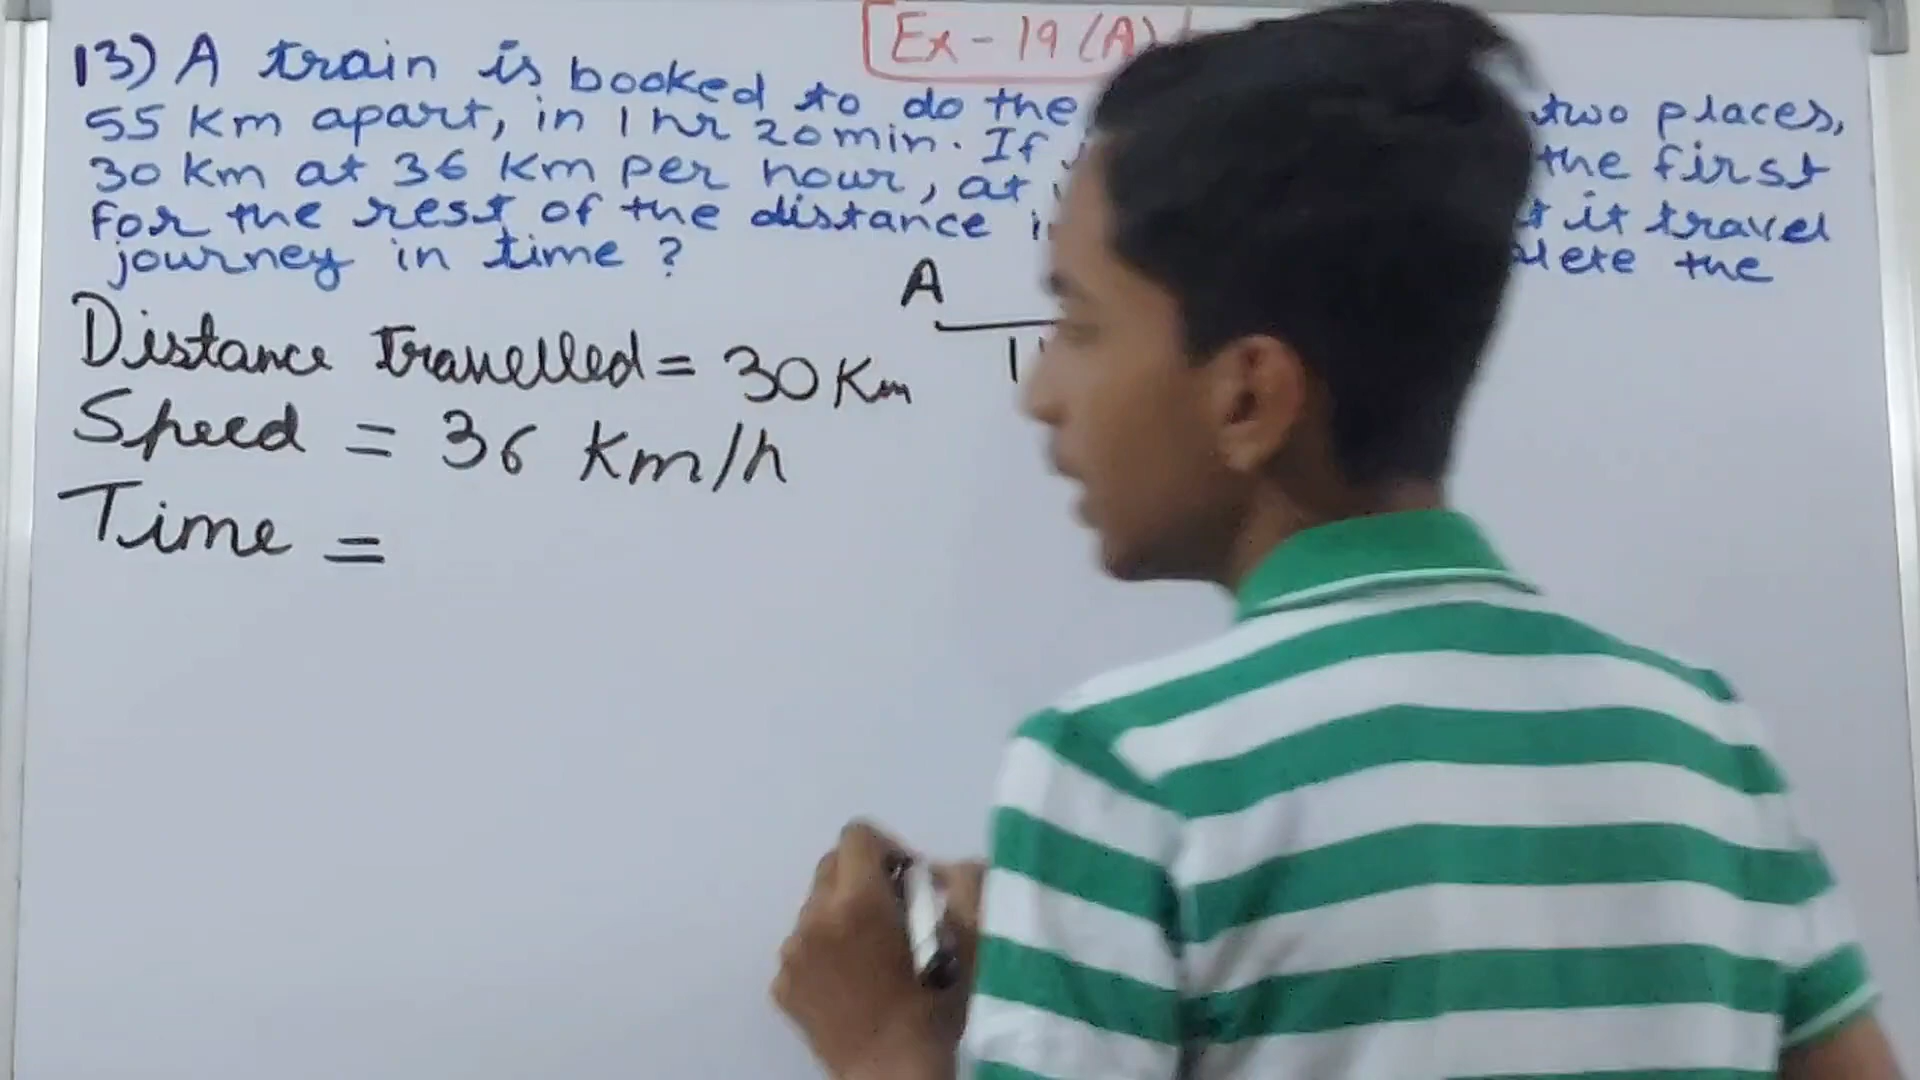 Ex - 19 (A)
13) A train is booked to do the two places,
55 Km apart, in 1 hr 20 min. If the first
30 Km at 36 Km per hour, at
for the rest of the distance it travel
journey in time ? the
A
Distance travelled = 30 Km
Speed = 36 Km/h
Time =